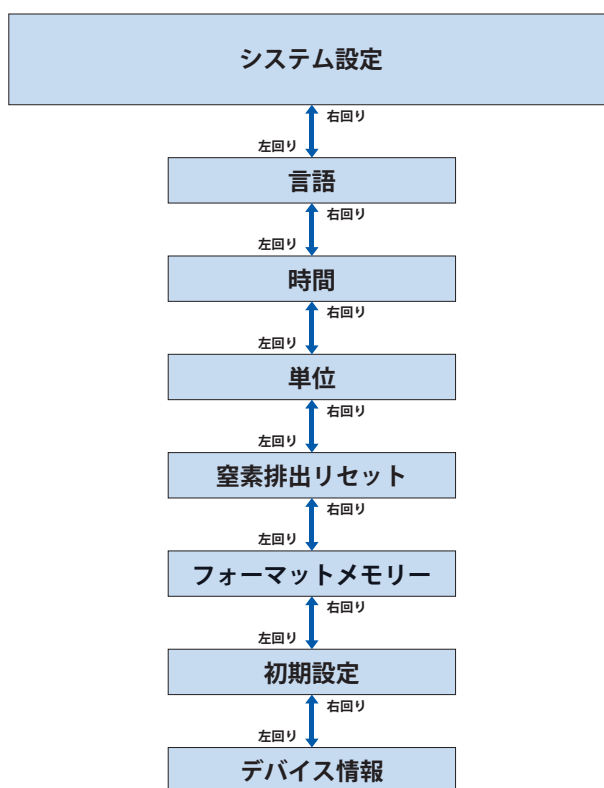 システム設定
右回り
左回り
言語
右回り
左回り
時間
右回り
左回り
単位
右回り
左回り
窒素排出リセット
右回り
左回り
フォーマットメモリー
右回り
左回り
初期設定
右回り
左回り
デバイス情報